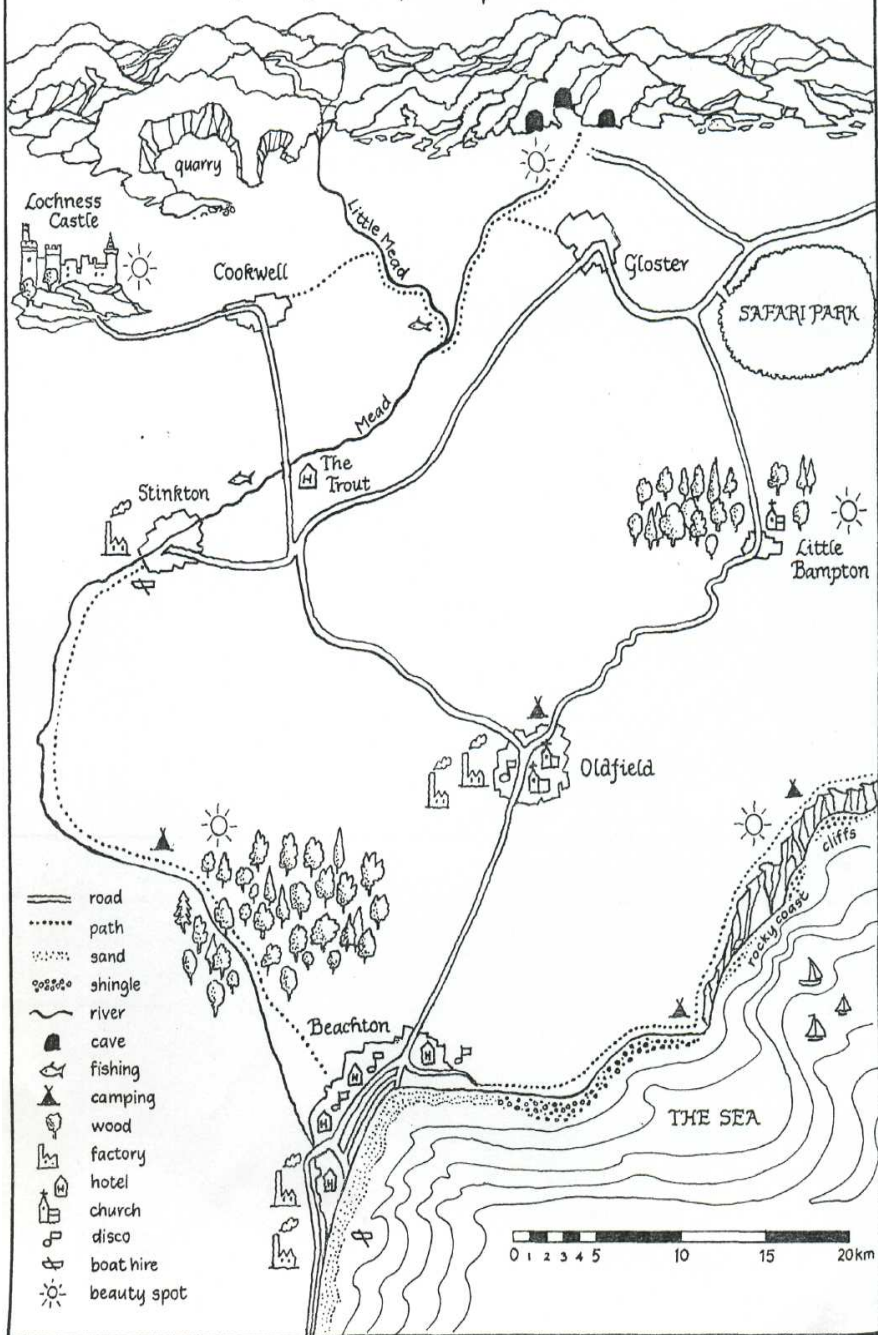 quarry
Lochness
Castle
Cookwell
Little Mead
Gloster
SAFARI PARK
Mead
The
Trout
Stinkton
Little
Bampton
Oldfield
cliffs
rocky coast
Beachton
THE SEA
road
path
sand
shingle
river
cave
fishing
camping
wood
factory
hotel
church
disco
boat hire
beauty spot
H
H
H
H
H
H
0 1 2 3 4 5 10 15 20 km